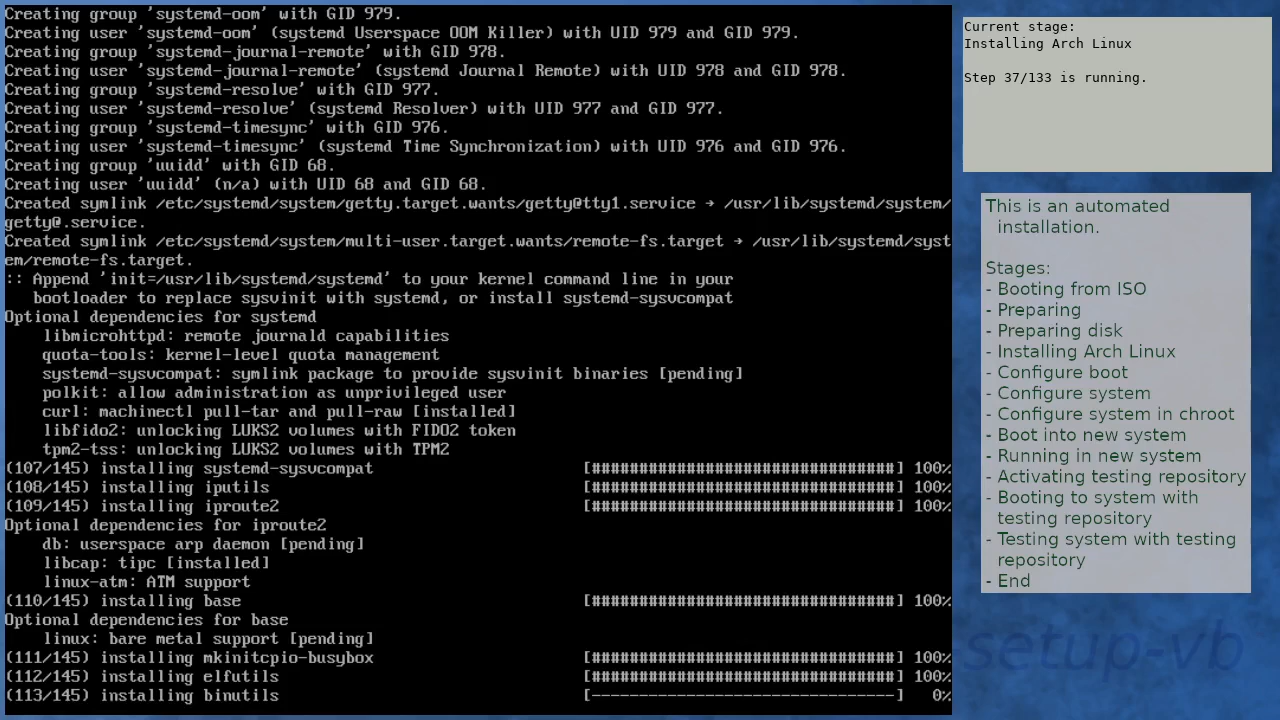 Creating group 'systemd-oom' with GID 979.
Creating user 'systemd-oom' (systemd Userspace OOM Killer) with UID 979 and GID 979.
Creating group 'systemd-journal-remote' with GID 978.
Creating user 'systemd-journal-remote' (systemd Journal Remote) with UID 978 and GID 978.
Creating group 'systemd-resolve' with GID 977.
Creating user 'systemd-resolve' (systemd Resolver) with UID 977 and GID 977.
Creating group 'systemd-timesync' with GID 976.
Creating user 'systemd-timesync' (systemd Time Synchronization) with UID 976 and GID 976.
Creating group 'uuidd' with GID 68.
Creating user 'uuidd' (n/a) with UID 68 and GID 68.
Created symlink /etc/systemd/system/getty.target.wants/getty@tty1.service → /usr/lib/systemd/system/
getty@.service.
Created symlink /etc/systemd/system/multi-user.target.wants/remote-fs.target → /usr/lib/systemd/syst
em/remote-fs.target.
:: Append 'init=/usr/lib/systemd/systemd' to your kernel command line in your
   bootloader to replace sysvinit with systemd, or install systemd-sysvcompat
Optional dependencies for systemd
    libmicrohttpd: remote journald capabilities
    quota-tools: kernel-level quota management
    systemd-sysvcompat: symlink package to provide sysvinit binaries [pending]
    polkit: allow administration as unprivileged user
    curl: machinectl pull-tar and pull-raw [installed]
    libfido2: unlocking LUKS2 volumes with FIDO2 token
    tpm2-tss: unlocking LUKS2 volumes with TPM2
(107/145) installing systemd-sysvcompat [################################] 100%
(108/145) installing iputils [################################] 100%
(109/145) installing iproute2 [################################] 100%
Optional dependencies for iproute2
    db: userspace arp daemon [pending]
    libcap: tipc [installed]
    linux-atm: ATM support
(110/145) installing base [################################] 100%
Optional dependencies for base
    linux: bare metal support [pending]
(111/145) installing mkinitcpio-busybox [################################] 100%
(112/145) installing elfutils [################################] 100%
(113/145) installing binutils [--------------------------------] 0%
Current stage:
Installing Arch Linux
Step 37/133 is running.
This is an automated
installation.
Stages:
- Booting from ISO
- Preparing
- Preparing disk
- Installing Arch Linux
- Configure boot
- Configure system
- Configure system in chroot
- Boot into new system
- Running in new system
- Activating testing repository
- Booting to system with
testing repository
- Testing system with testing
repository
- End
setup-vb